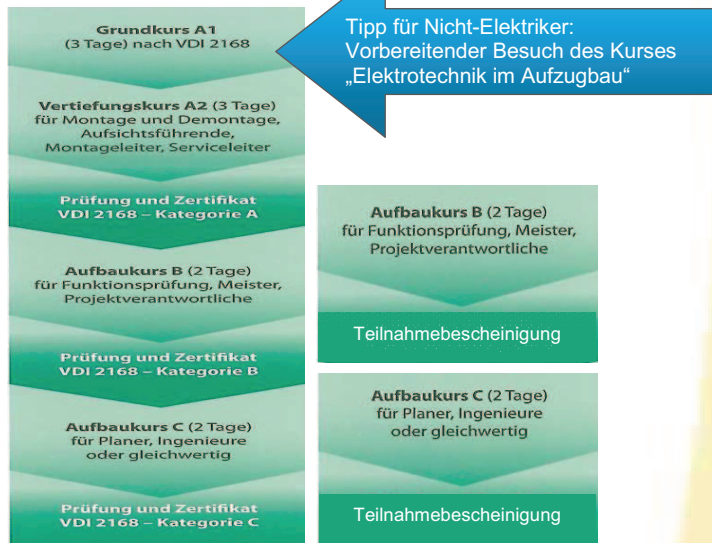 Grundkurs A1
(3 Tage) nach VDI 2168
Tipp für Nicht-Elektriker:
Vorbereitender Besuch des Kurses
„Elektrotechnik im Aufzugbau“
Vertiefungskurs A2 (3 Tage)
für Montage und Demontage,
Aufsichtsführende,
Montageleiter, Serviceleiter
Prüfung und Zertifikat
VDI 2168 – Kategorie A
Aufbaukurs B (2 Tage)
für Funktionsprüfung, Meister,
Projektverantwortliche
Prüfung und Zertifikat
VDI 2168 – Kategorie B
Aufbaukurs C (2 Tage)
für Planer, Ingenieure
oder gleichwertig
Prüfung und Zertifikat
VDI 2168 – Kategorie C
Aufbaukurs B (2 Tage)
für Funktionsprüfung, Meister,
Projektverantwortliche
Teilnahmebescheinigung
Aufbaukurs C (2 Tage)
für Planer, Ingenieure
oder gleichwertig
Teilnahmebescheinigung